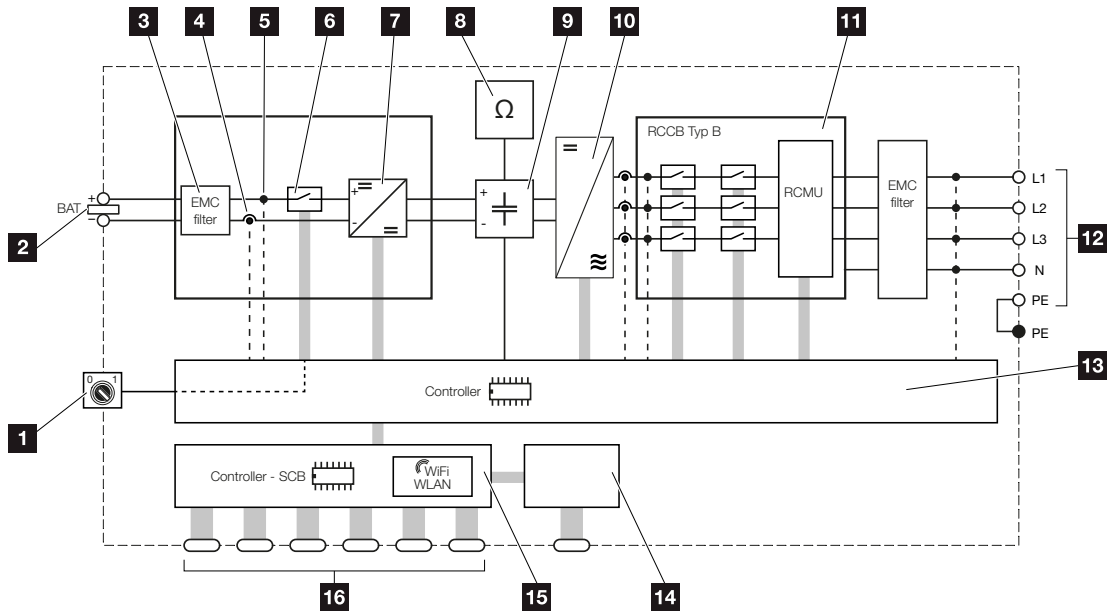 3 4 5 6 7 8 9 10 11
Ω
RCCB Typ B
EMC
filter
RCMU
EMC
filter
BAT
+
−
+
-
+
-
=
=
=
≋
L1
L2
L3
N
PE
PE
2
12
0 1
1
Controller
13
Controller - SCB
WiFi
WLAN
16 15 14